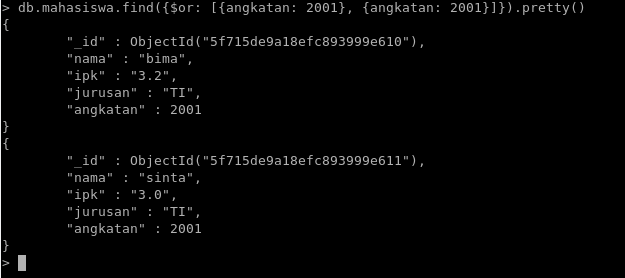 > db.mahasiswa.find({$or: [{angkatan: 2001}, {angkatan: 2001}]}).pretty()
{
        "_id" : ObjectId("5f715de9a18efc893999e610"),
        "nama" : "bima",
        "ipk" : "3.2",
        "jurusan" : "TI",
        "angkatan" : 2001
}
{
        "_id" : ObjectId("5f715de9a18efc893999e611"),
        "nama" : "sinta",
        "ipk" : "3.0",
        "jurusan" : "TI",
        "angkatan" : 2001
}
>